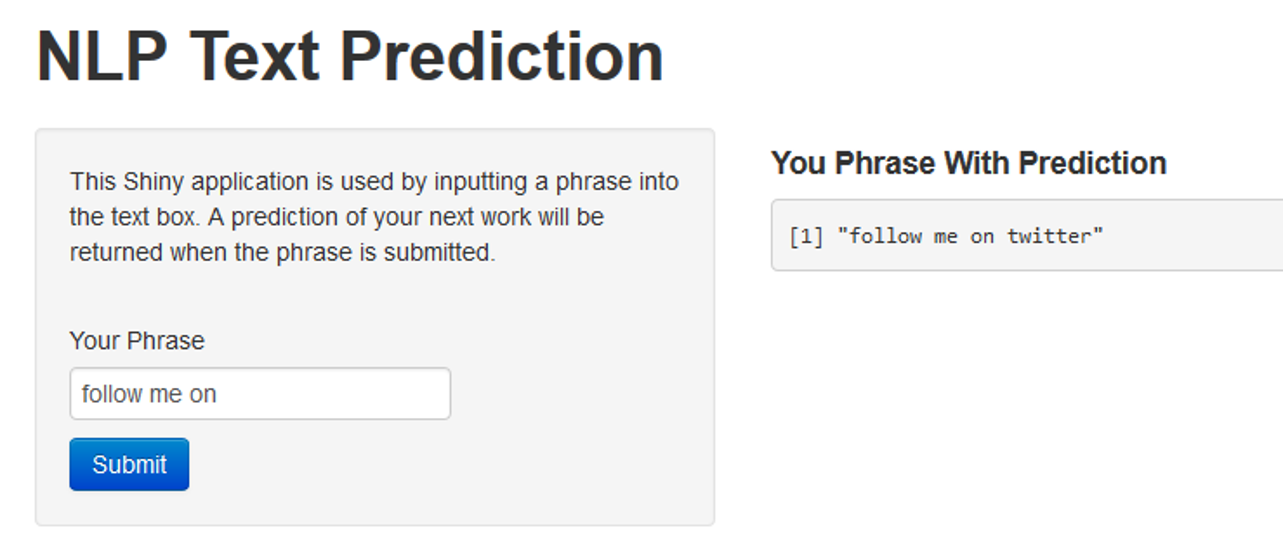 NLP Text Prediction
This Shiny application is used by inputting a phrase into
the text box. A prediction of your next work will be
returned when the phrase is submitted.
Your Phrase
follow me on
Submit
You Phrase With Prediction
[1] "follow me on twitter"